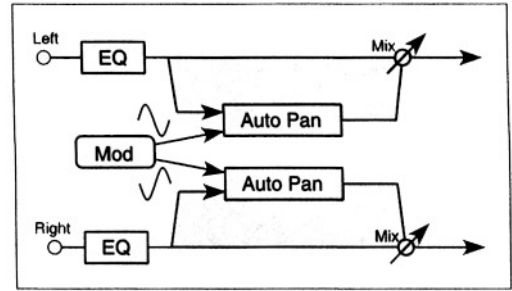 Left
EQ
Mix
Auto Pan
Mod
Auto Pan
Right
EQ
Mix